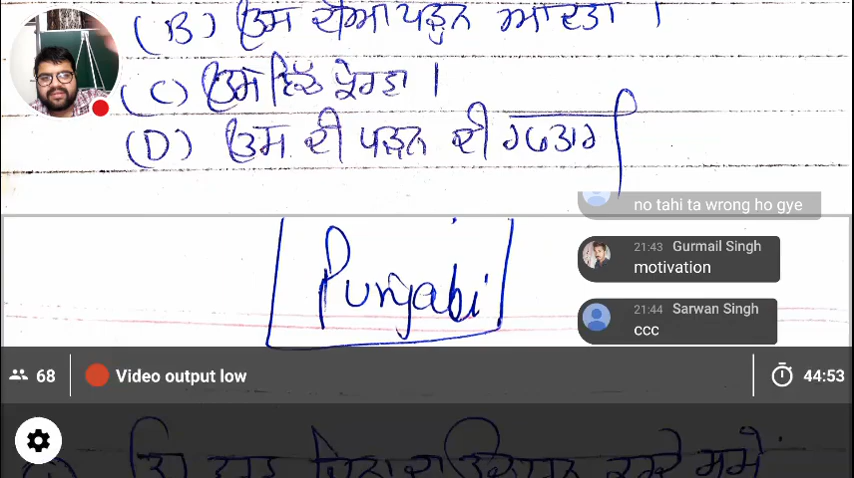 (B) ਉਸ ਦੀਆਂ ਪੜ੍ਹਨ ਆਦਤਾਂ ।
(C) ਉਸ ਵਿੱਚ ਪ੍ਰੇਰਣਾ ।
(D) ਉਸ ਦੀ ਪੜ੍ਹਨ ਦੀ ਰਫਤਾਰ
no tahi ta wrong ho gye
21:43 Gurmail Singh
motivation
Punjabi
21:44 Sarwan Singh
ccc
68 Video output low 44:53